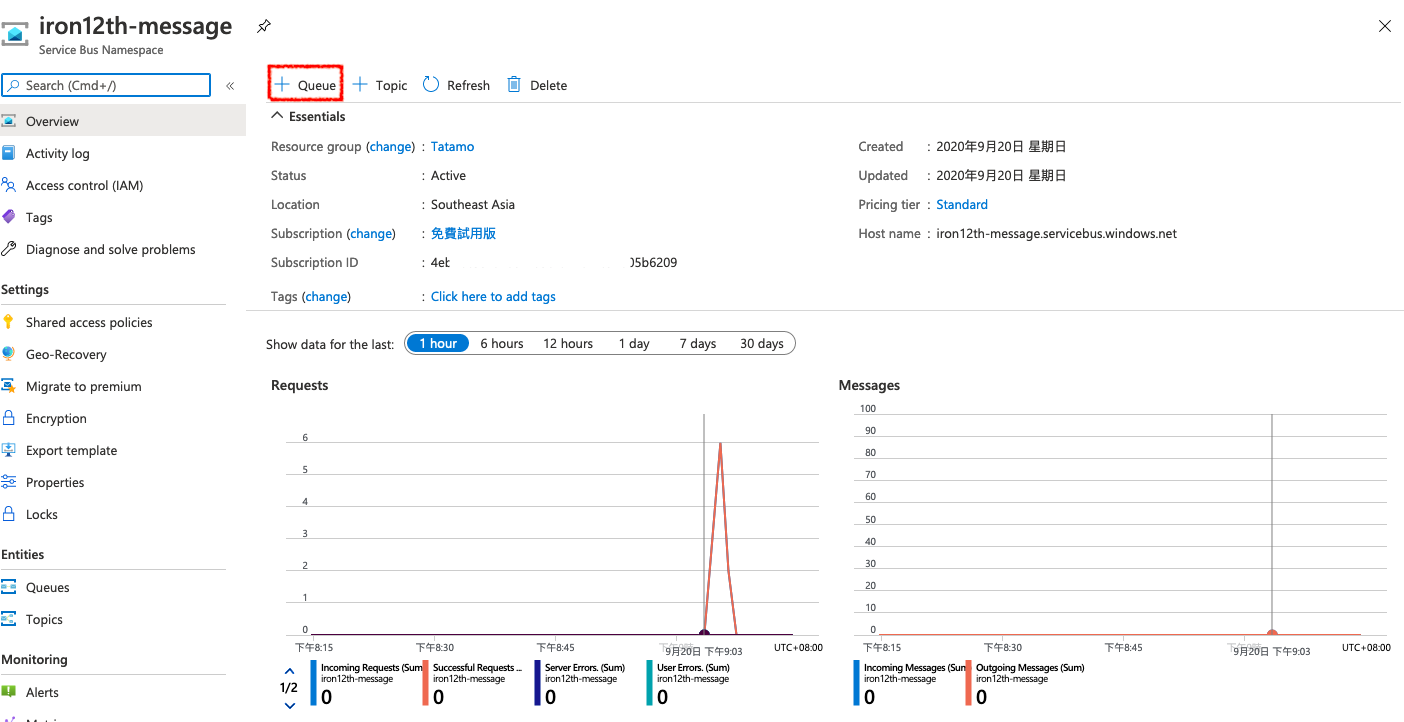 iron12th-message
Service Bus Namespace
Search (Cmd+/)
«
Queue
Topic
Refresh
Delete
Overview
Activity log
Access control (IAM)
Tags
Diagnose and solve problems
Settings
Shared access policies
Geo-Recovery
Migrate to premium
Encryption
Export template
Properties
Locks
Entities
Queues
Topics
Monitoring
Alerts
Essentials
Resource group (change) : Tatamo
Status : Active
Location : Southeast Asia
Subscription (change) : 免費試用版
Subscription ID : 4eb 05b6209
Tags (change) : Click here to add tags
Created : 2020年9月20日 星期日
Updated : 2020年9月20日 星期日
Pricing tier : Standard
Host name : iron12th-message.servicebus.windows.net
Show data for the last: 1 hour 6 hours 12 hours 1 day 7 days 30 days
Requests
6
5
4
3
2
1
0
下午8:15 下午8:30 下午8:45 9月20日 下午9:03 UTC+08:00
1/2
Incoming Requests (Sum)
iron12th-message
0
Successful Requests ...
iron12th-message
0
Server Errors. (Sum)
iron12th-message
0
User Errors. (Sum)
iron12th-message
0
Messages
100
90
80
70
60
50
40
30
20
10
0
下午8:15 下午8:30 下午8:45 9月20日 下午9:03 UTC+08:00
Incoming Messages (Sum)
iron12th-message
0
Outgoing Messages (Sum)
iron12th-message
0